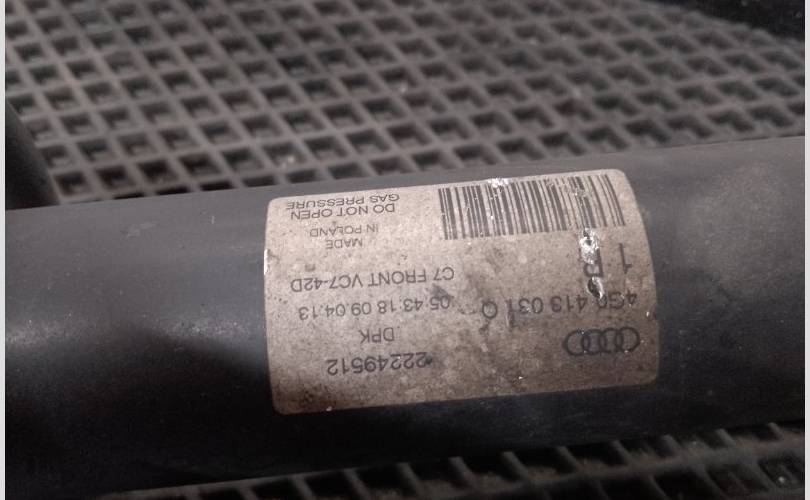 22249512
DPK
4G0 413 031 Q 05:43:18 09.04.13
1 B C7 FRONT VC7-42D
MADE
IN POLAND
DO NOT OPEN
GAS PRESSURE